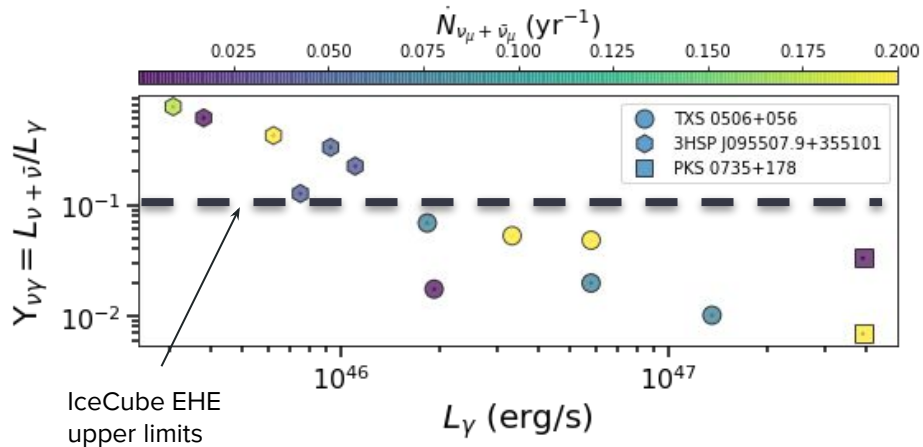 Ṅ_{ν_μ + ν̄_μ} (yr⁻¹)
0.025 0.050 0.075 0.100 0.125 0.150 0.175 0.200
TXS 0506+056
3HSP J095507.9+355101
PKS 0735+178
Y_{νγ} = L_{ν + ν̄}/L_γ
10⁻¹
10⁻²
10⁴⁶ 10⁴⁷
L_γ (erg/s)
IceCube EHE
upper limits